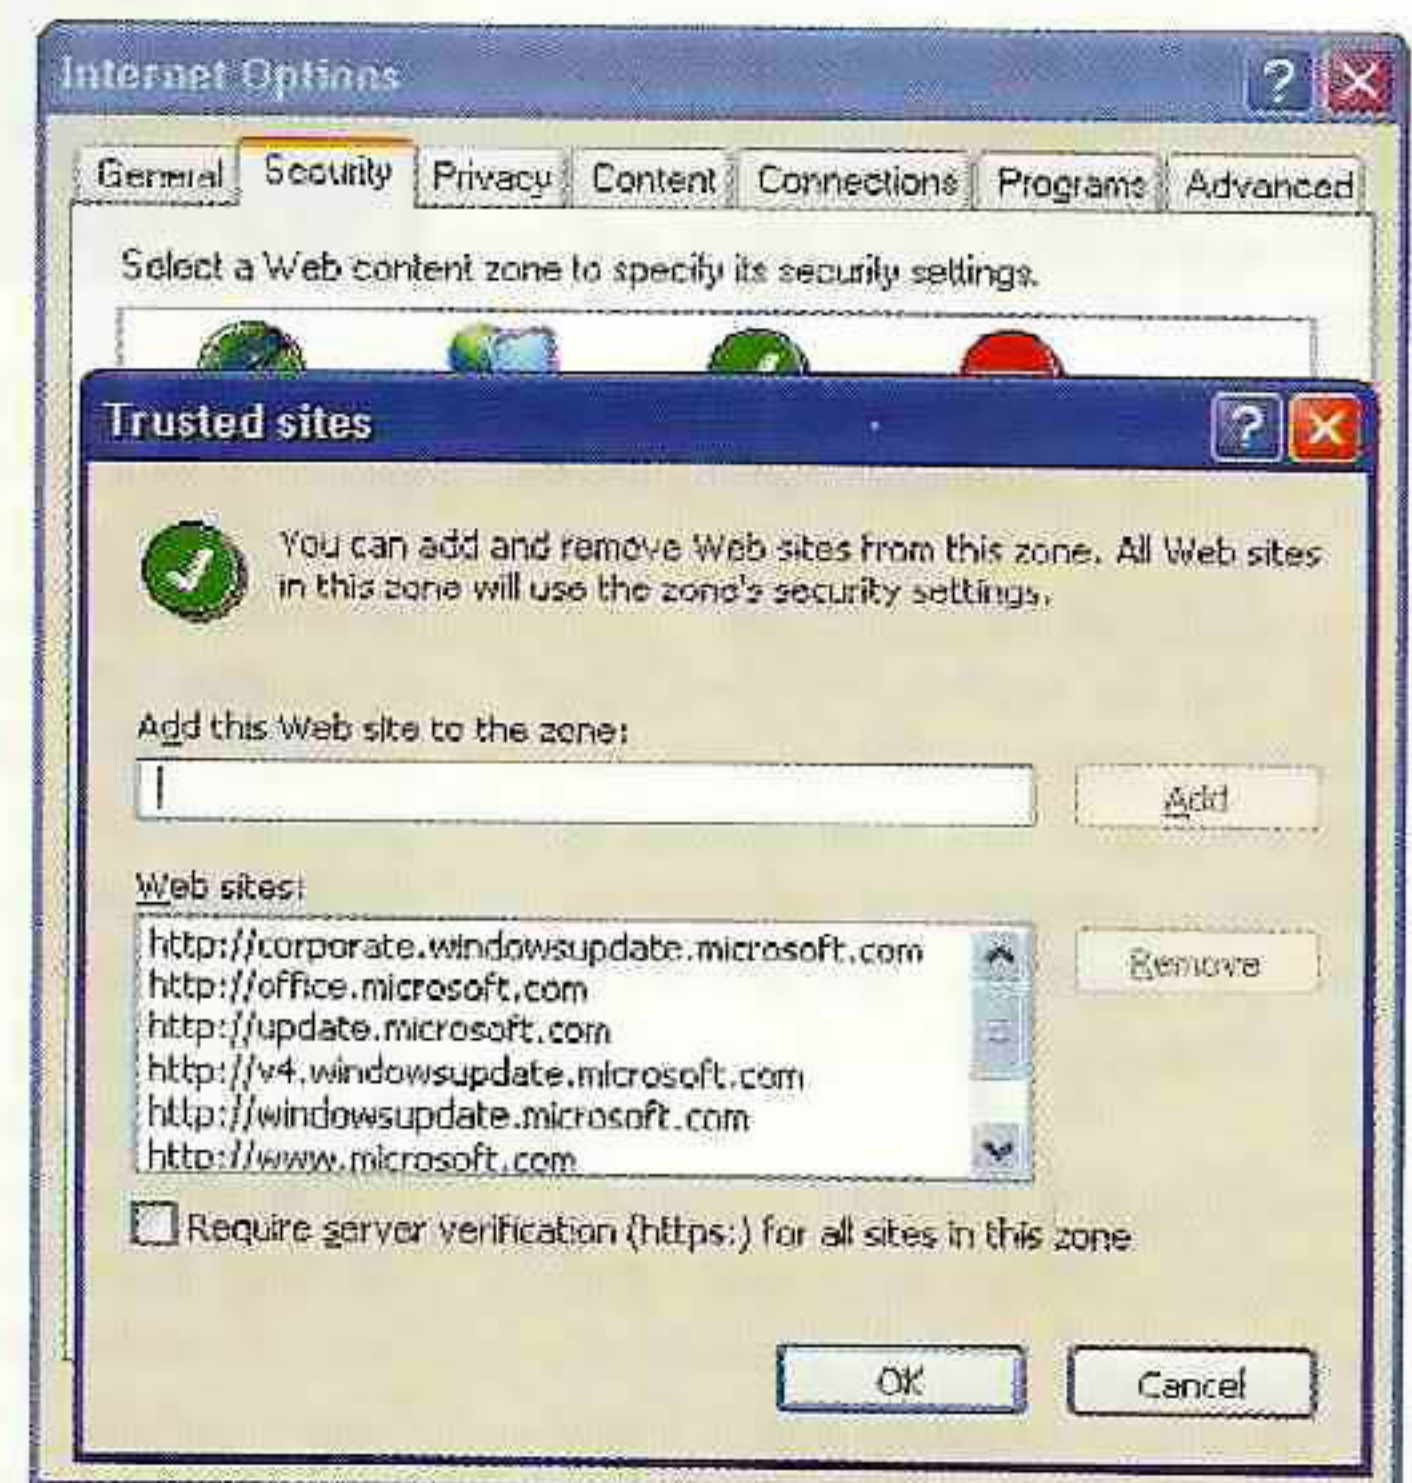 Internet Options
General Security Privacy Content Connections Programs Advanced
Select a Web content zone to specify its security settings.
Trusted sites
You can add and remove Web sites from this zone. All Web sites
in this zone will use the zone's security settings.
Add this Web site to the zone:
Add
Web sites:
http://corporate.windowsupdate.microsoft.com
http://office.microsoft.com
http://update.microsoft.com
http://v4.windowsupdate.microsoft.com
http://windowsupdate.microsoft.com
http://www.microsoft.com
Remove
Require server verification (https:) for all sites in this zone
OK Cancel